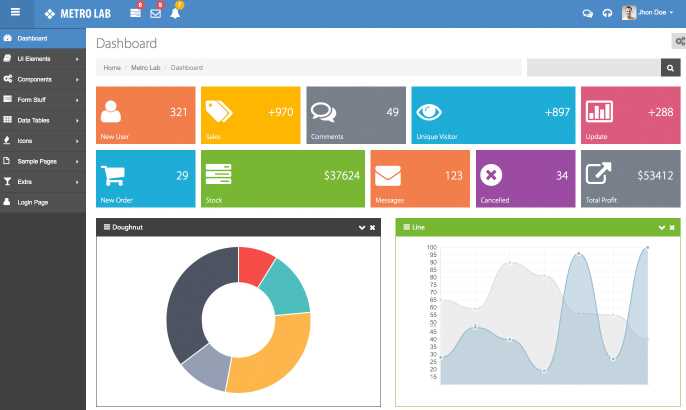 METRO LAB
6
8
7
Jhon Doe
Dashboard
UI Elements
Components
Form Stuff
Data Tables
Icons
Sample Pages
Extra
Login Page
Dashboard
Home / Metro Lab / Dashboard
321
New User
+970
Sales
49
Comments
+897
Unique Visitor
+288
Update
29
New Order
$37624
Stock
123
Messages
34
Cancelled
$53412
Total Profit
Doughnut
Line
100
95
90
85
80
75
70
65
60
55
50
45
40
35
30
25
20
15